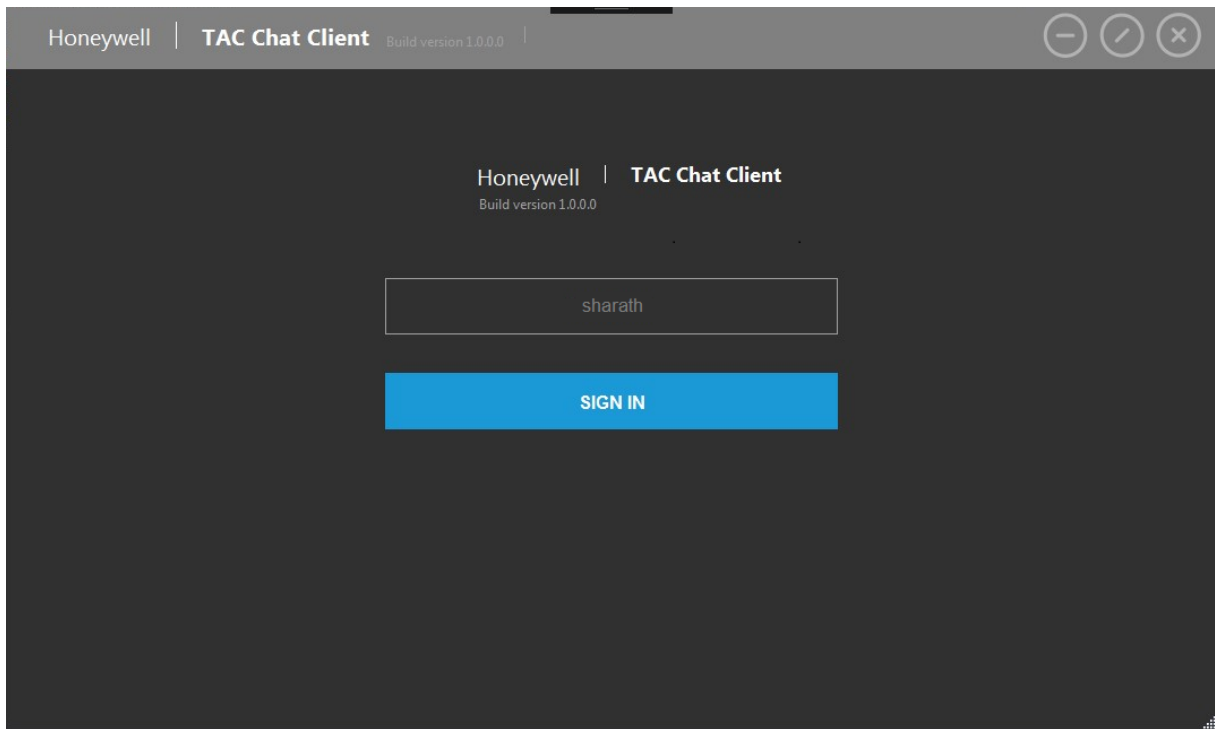 Honeywell | TAC Chat Client Build version 1.0.0.0 |
Honeywell | TAC Chat Client
Build version 1.0.0.0
sharath
SIGN IN